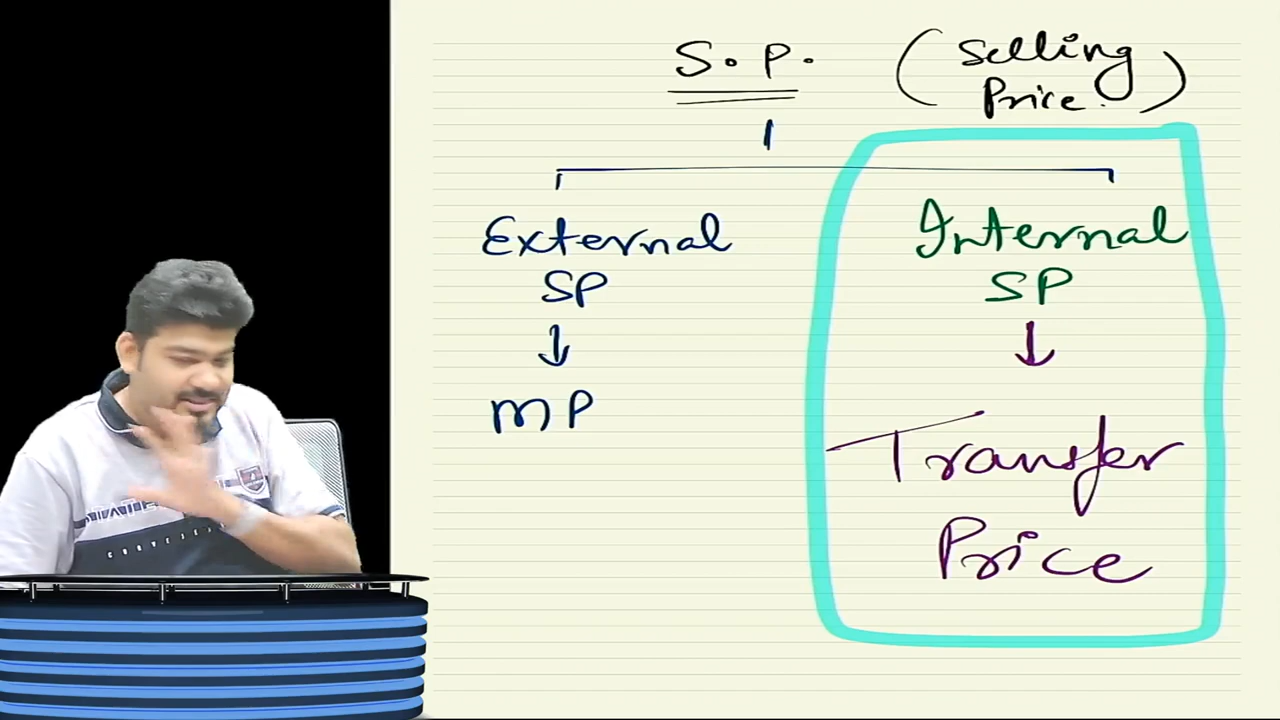 S. P. (Selling
Price.)
External
SP
↓
MP
Internal
SP
↓
Transfer
Price